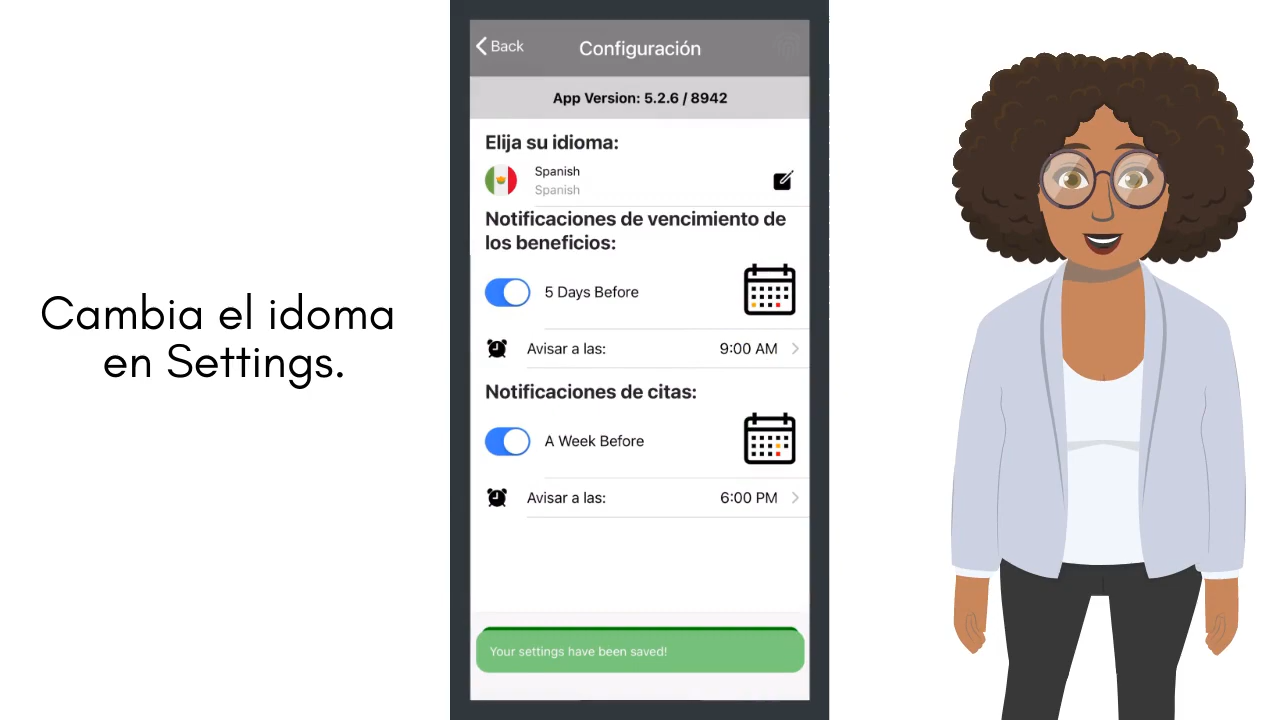 Cambia el idoma
en Settings.
Back
Configuración
App Version: 5.2.6 / 8942
Elija su idioma:
Spanish
Spanish
Notificaciones de vencimiento de
los beneficios:
5 Days Before
Avisar a las: 9:00 AM
Notificaciones de citas:
A Week Before
Avisar a las: 6:00 PM
Your settings have been saved!